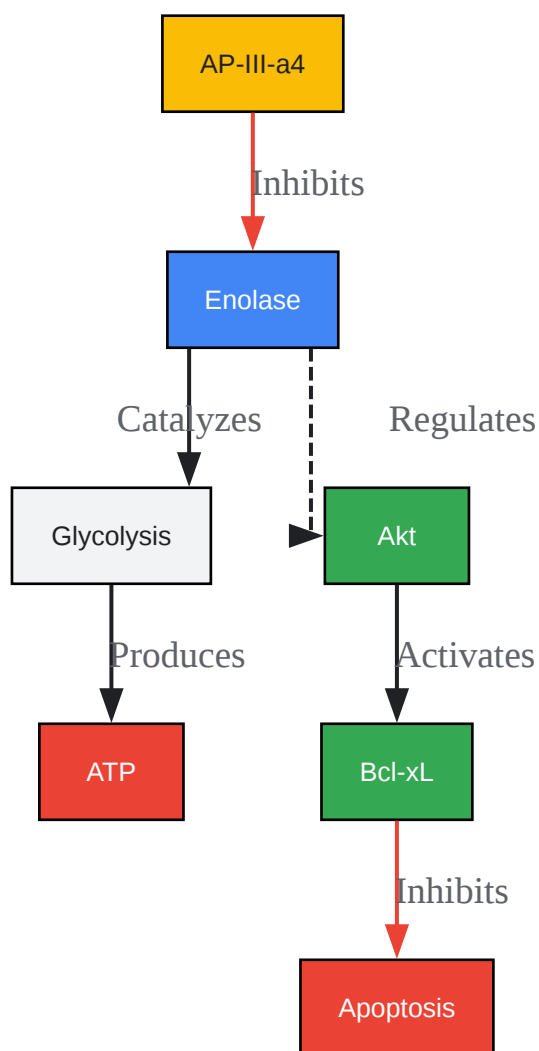 AP-III-a4
Inhibits
Enolase
Catalyzes
Regulates
Glycolysis
Akt
Produces
Activates
ATP
Bcl-xL
Inhibits
Apoptosis